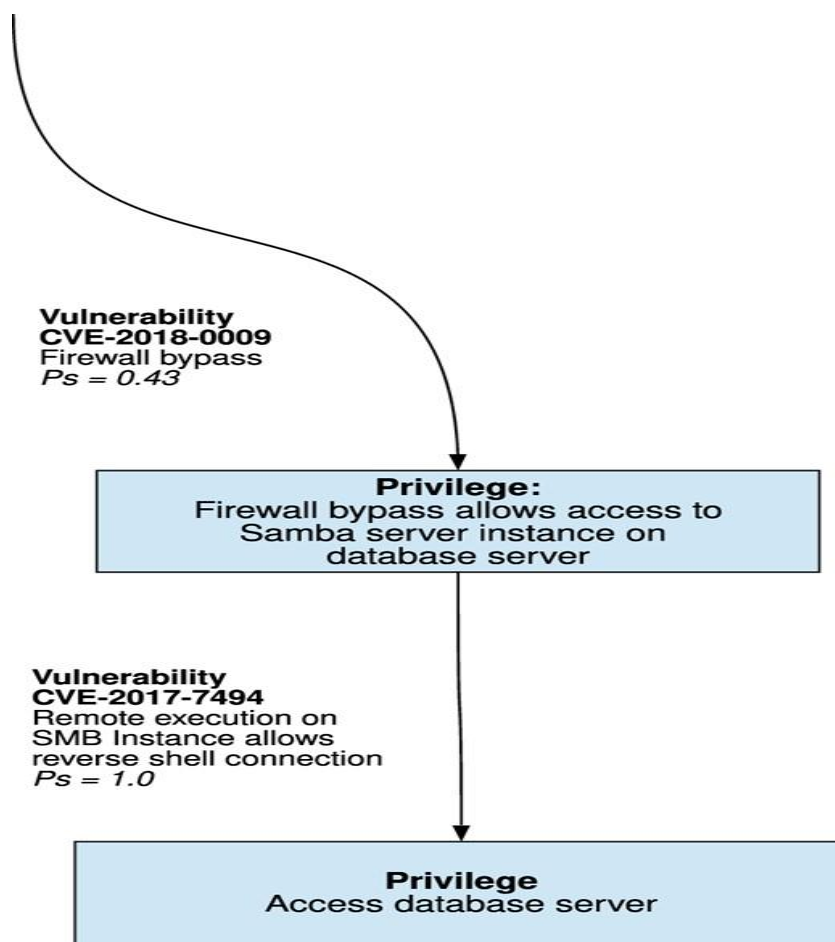 Vulnerability
CVE-2018-0009
Firewall bypass
Ps = 0.43
Privilege:
Firewall bypass allows access to
Samba server instance on
database server
Vulnerability
CVE-2017-7494
Remote execution on
SMB Instance allows
reverse shell connection
Ps = 1.0
Privilege
Access database server